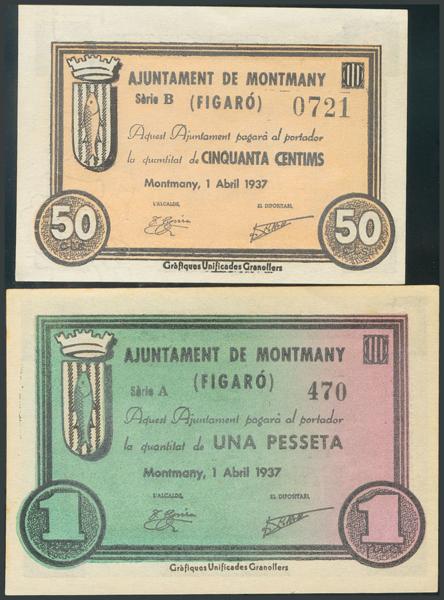 AJUNTAMENT DE MONTMANY
Sèrie B (FIGARÓ) 0721
Aquest Ajuntament pagarà al portador
la quantitat de CINQUANTA CENTIMS
Montmany, 1 Abril 1937
L'ALCALDE, EL DIPOSITARI,
50 50
CTS.
Gràfiques Unificades Granollers
AJUNTAMENT DE MONTMANY
(FIGARÓ)
Sèrie A 470
Aquest Ajuntament pagarà al portador
la quantitat de UNA PESSETA
Montmany, 1 Abril 1937
L'ALCALDE, EL DIPOSITARI,
1 1
Gràfiques Unificades Granollers